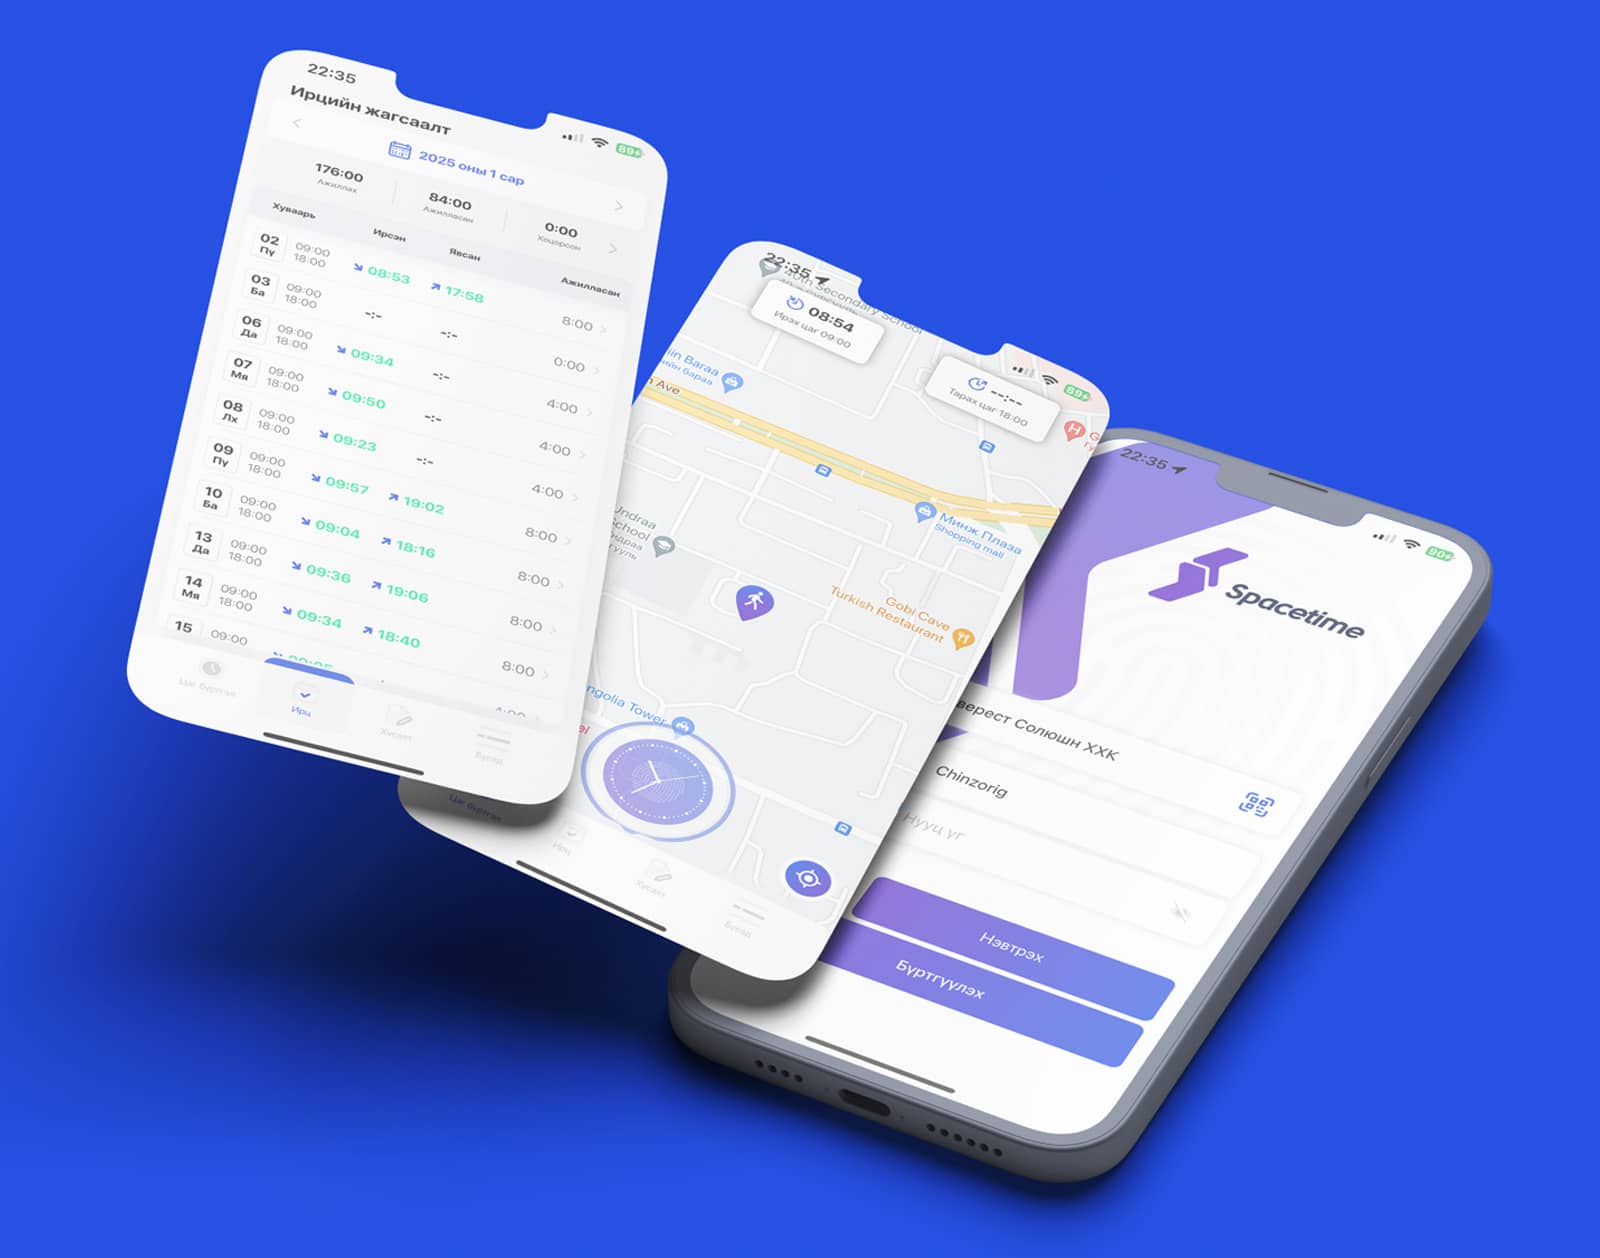 22:35
89+
Ирцийн жагсаалт
2025 оны 1 сар
176:00
Ажиллах
84:00
Ажилласан
0:00
Хоцорсон
Хуваарь
Ирсэн
Явсан
Ажилласан
02
Пү
09:00
18:00
08:53
17:58
8:00
03
Ба
09:00
18:00
-:-
-:-
0:00
06
Да
09:00
18:00
09:34
-:-
4:00
07
Мя
09:00
18:00
09:50
-:-
4:00
08
Лх
09:00
18:00
09:23
-:-
4:00
09
Пү
09:00
18:00
09:57
19:02
8:00
10
Ба
09:00
18:00
09:04
18:16
8:00
13
Да
09:00
18:00
09:36
19:06
8:00
14
Мя
09:00
18:00
09:34
18:40
8:00
15
09:00
Цаг бүртгэл
Ирц
Хүсэлт
Бусад
22:35
89+
40th Secondary School
08:54
Ирэх цаг 09:00
--:--
Тарах цаг 18:00
in Baraa
ийн бараа
n Ave
Минж Плаза
Shopping mall
Undraa
School
Gobi Cave
Turkish Restaurant
ngolia Tower
el
Цаг бүртгэл
Ирц
Хүсэлт
Бусад
22:35
90+
Spacetime
верест Солюшн ХХК
Chinzorig
Нууц үг
Нэвтрэх
Бүртгүүлэх